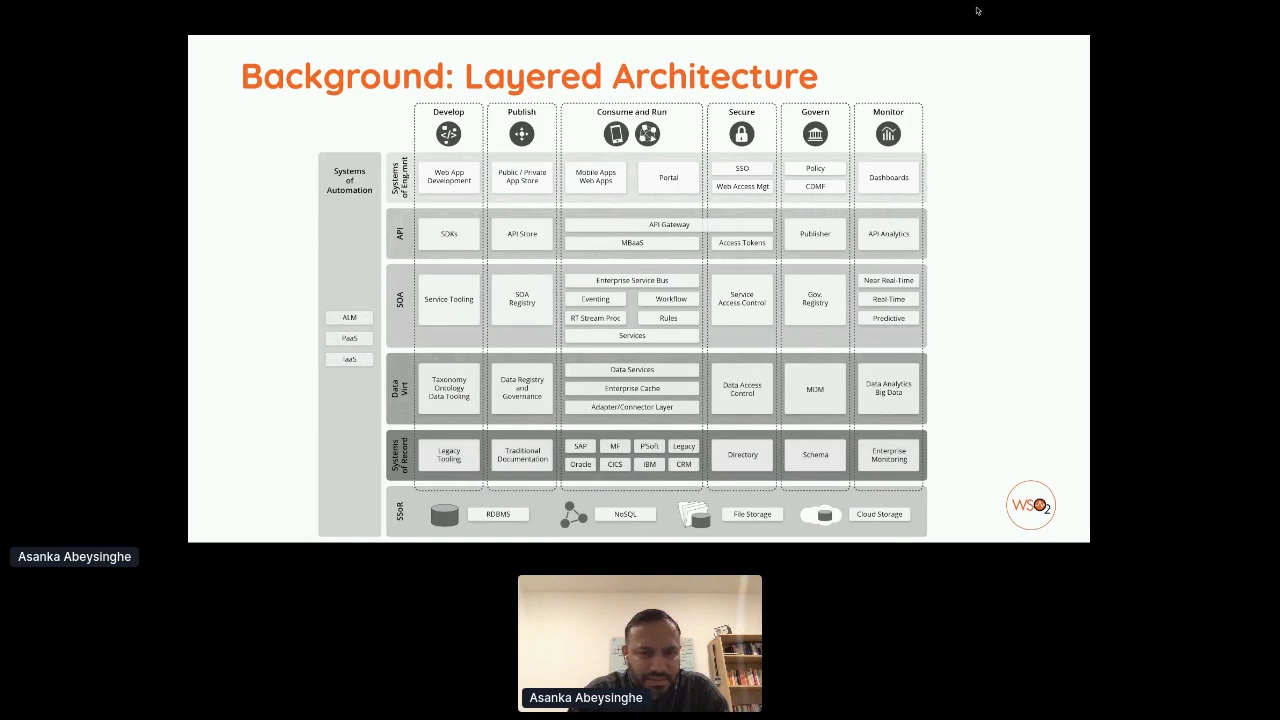 Background: Layered Architecture
Develop
Publish
Consume and Run
Secure
Govern
Monitor
Systems
of
Automation
ALM
PaaS
IaaS
Systems
of Eng.mnt
Web App
Development
Public / Private
App Store
Mobile Apps
Web Apps
Portal
SSO
Web Access Mgt
Policy
CDMF
Dashboards
API
SDKs
API Store
API Gateway
MBaaS
Access Tokens
Publisher
API Analytics
SOA
Service Tooling
SOA
Registry
Enterprise Service Bus
Eventing
Workflow
RT Stream Proc
Rules
Services
Service
Access Control
Gov.
Registry
Near Real-Time
Real-Time
Predictive
Data
Virt
Taxonomy
Ontology
Data Tooling
Data Registry
and
Governance
Data Services
Enterprise Cache
Adapter/Connector Layer
Data Access
Control
MDM
Data Analytics
Big Data
Systems
of Record
Legacy
Tooling
Traditional
Documentation
SAP
MF
P'Soft
Legacy
Oracle
CICS
IBM
CRM
Directory
Schema
Enterprise
Monitoring
SSoR
RDBMS
NoSQL
File Storage
Cloud Storage
WSO2
Asanka Abeysinghe
Asanka Abeysinghe